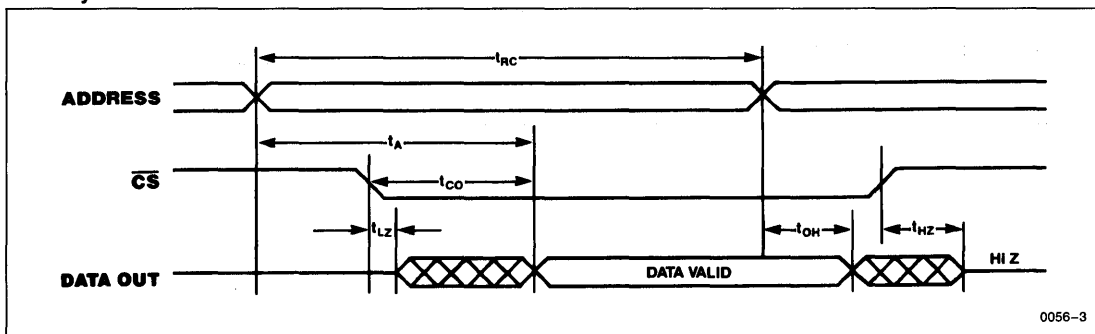 tRC
ADDRESS
tA
CS
tCO
tLZ
tOH
tHZ
DATA OUT
DATA VALID
HI Z
0056-3